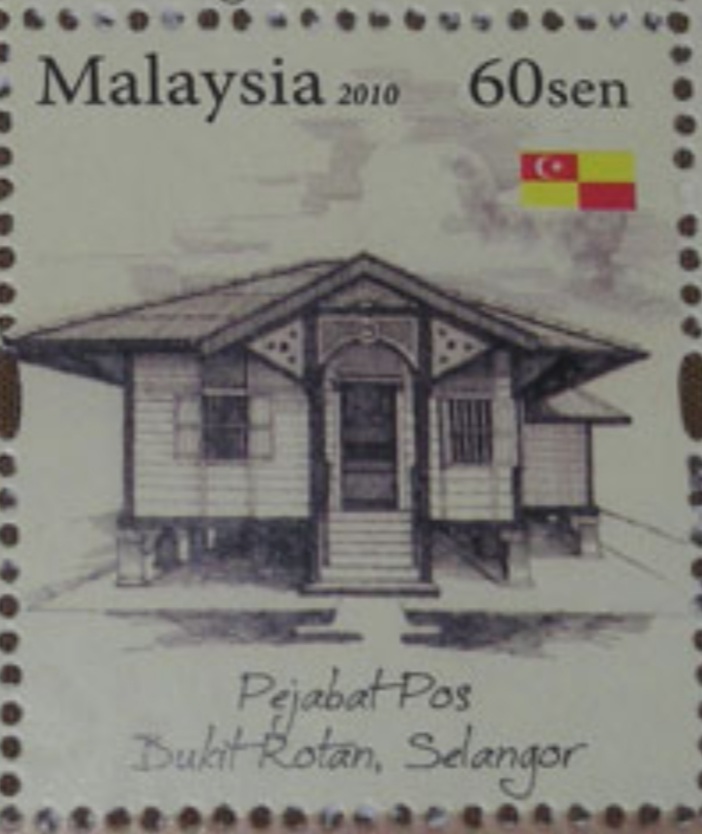 Malaysia 2010 60sen
Pejabat Pos
Bukit Rotan, Selangor